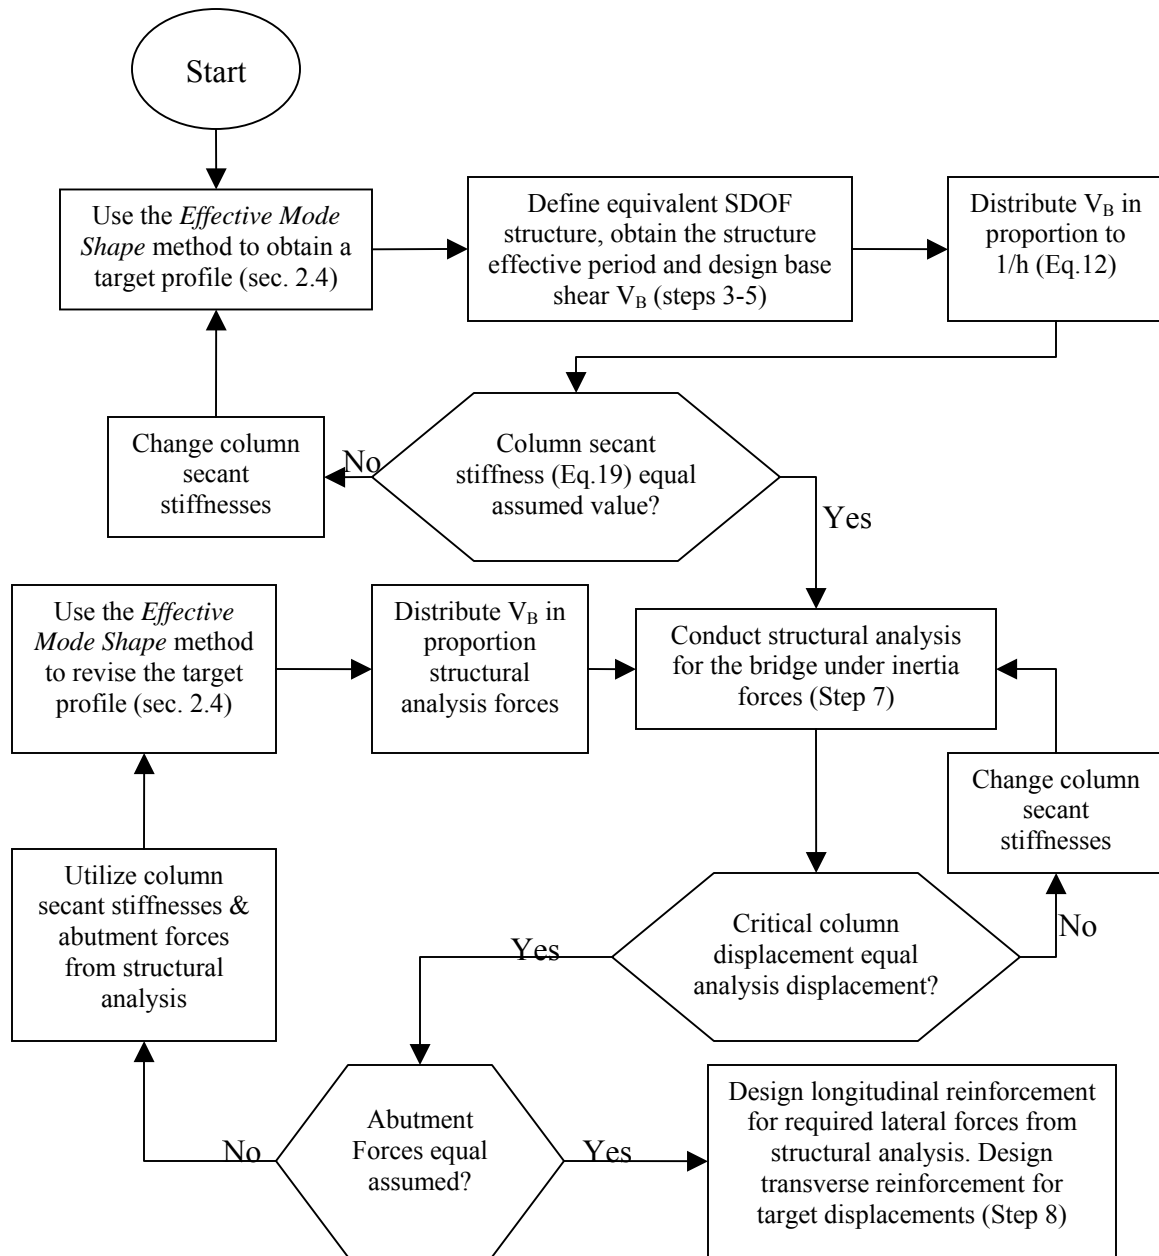 Start
Use the Effective Mode
Shape method to obtain a
target profile (sec. 2.4)
Define equivalent SDOF
structure, obtain the structure
effective period and design base
shear VB (steps 3-5)
Distribute VB in
proportion to
1/h (Eq.12)
Change column
secant
stiffnesses
No
Column secant
stiffness (Eq.19) equal
assumed value?
Yes
Use the Effective
Mode Shape method
to revise the target
profile (sec. 2.4)
Distribute VB in
proportion
structural
analysis forces
Conduct structural analysis
for the bridge under inertia
forces (Step 7)
Change column
secant
stiffnesses
Utilize column
secant stiffnesses &
abutment forces
from structural
analysis
Yes
Critical column
displacement equal
analysis displacement?
No
No
Abutment
Forces equal
assumed?
Yes
Design longitudinal reinforcement
for required lateral forces from
structural analysis. Design
transverse reinforcement for
target displacements (Step 8)